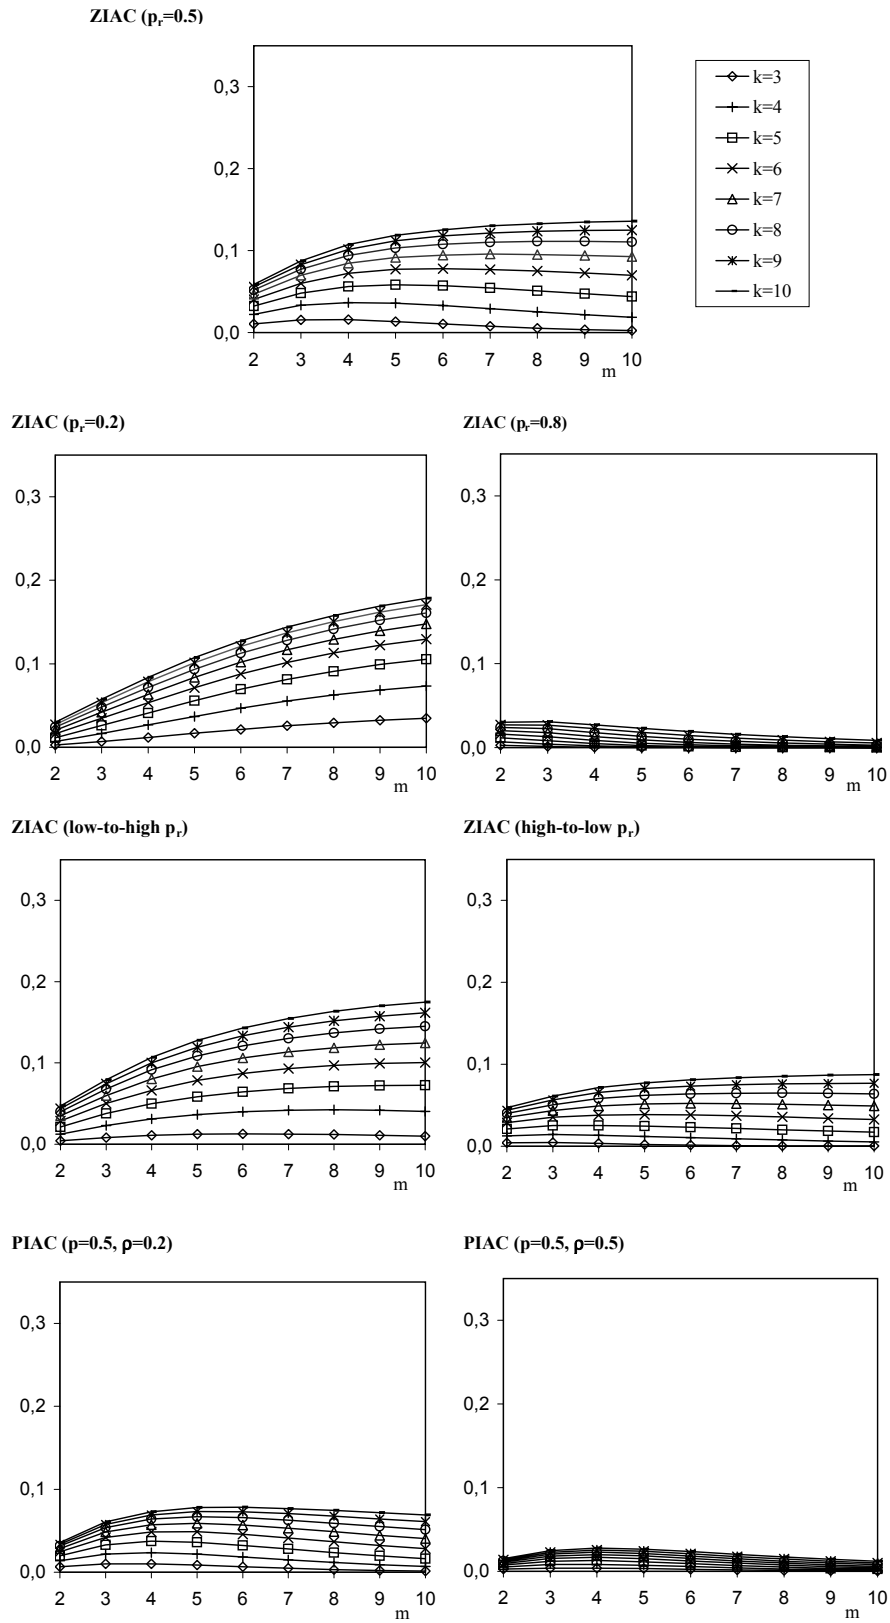 ZIAC (pr=0.5)
0,3
0,2
0,1
0,0
2 3 4 5 6 7 8 9 10
m
k=3
k=4
k=5
k=6
k=7
k=8
k=9
k=10
ZIAC (pr=0.2)
0,3
0,2
0,1
0,0
2 3 4 5 6 7 8 9 10
m
ZIAC (pr=0.8)
0,3
0,2
0,1
0,0
2 3 4 5 6 7 8 9 10
m
ZIAC (low-to-high pr)
0,3
0,2
0,1
0,0
2 3 4 5 6 7 8 9 10
m
ZIAC (high-to-low pr)
0,3
0,2
0,1
0,0
2 3 4 5 6 7 8 9 10
m
PIAC (p=0.5, ρ=0.2)
0,3
0,2
0,1
0,0
2 3 4 5 6 7 8 9 10
m
PIAC (p=0.5, ρ=0.5)
0,3
0,2
0,1
0,0
2 3 4 5 6 7 8 9 10
m